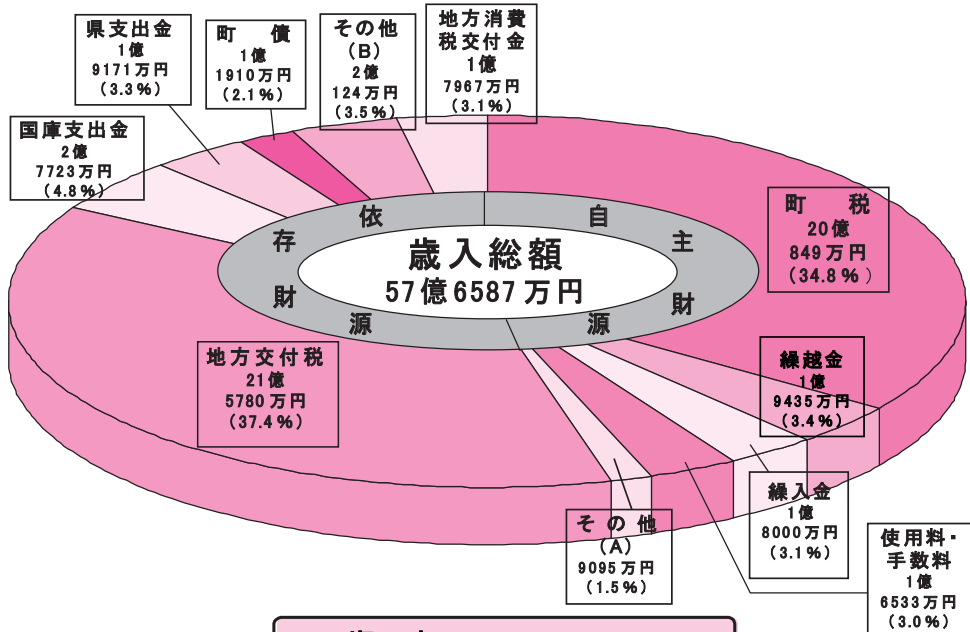 県支出金
1億
9171万円
(3.3%)
町　債
1億
1910万円
(2.1%)
その他
(B)
2億
124万円
(3.5%)
地方消費
税交付金
1億
7967万円
(3.1%)
国庫支出金
2億
7723万円
(4.8%)
町　税
20億
849万円
(34.8%)
依存財源
自主財源
歳入総額
57億6587万円
地方交付税
21億
5780万円
(37.4%)
繰越金
1億
9435万円
(3.4%)
繰入金
1億
8000万円
(3.1%)
その他
(A)
9095万円
(1.5%)
使用料・
手数料
1億
6533万円
(3.0%)